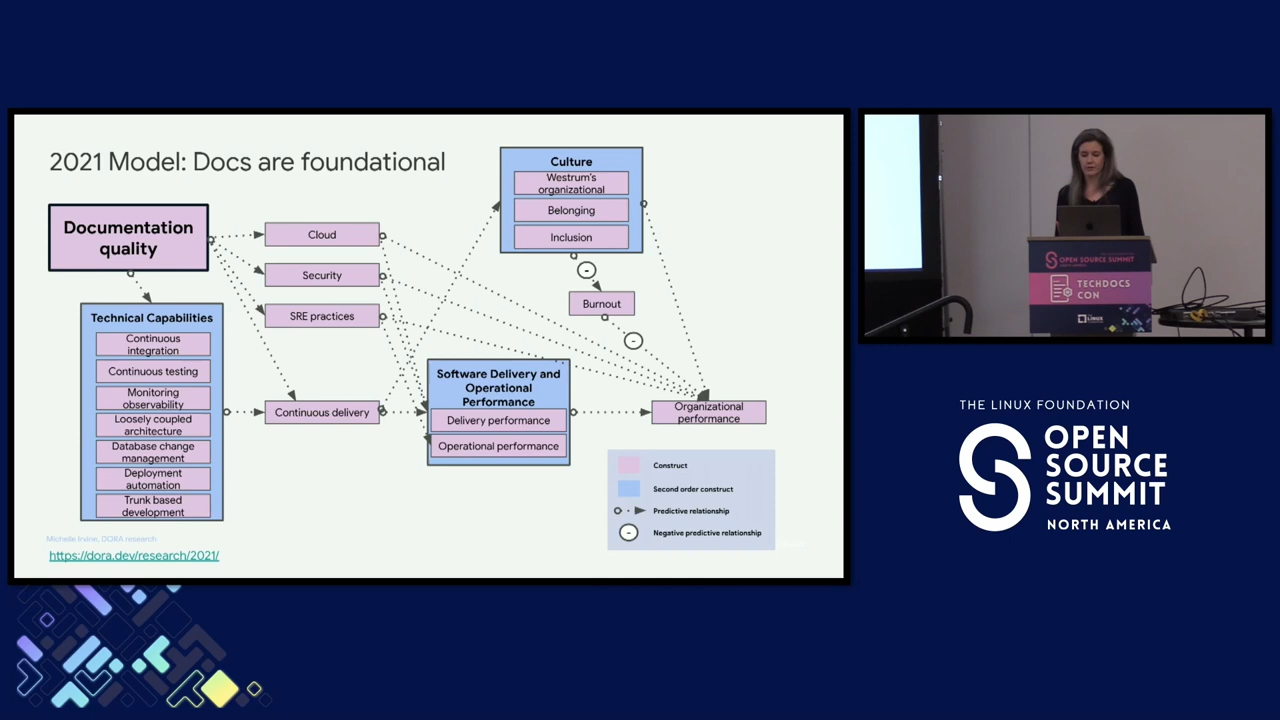 2021 Model: Docs are foundational
Documentation
quality
Technical Capabilities
Continuous
integration
Continuous testing
Monitoring
observability
Loosely coupled
architecture
Database change
management
Deployment
automation
Trunk based
development
Cloud
Security
SRE practices
Continuous delivery
Culture
Westrum's
organizational
Belonging
Inclusion
-
Burnout
-
Software Delivery and
Operational
Performance
Delivery performance
Operational performance
Organizational
performance
Construct
Second order construct
Predictive relationship
- Negative predictive relationship
Michelle Irvine, DORA research
https://dora.dev/research/2021/
OPEN SOURCE SUMMIT
TECHDOCS
CON
THE LINUX FOUNDATION
OPEN
SOURCE
SUMMIT
NORTH AMERICA